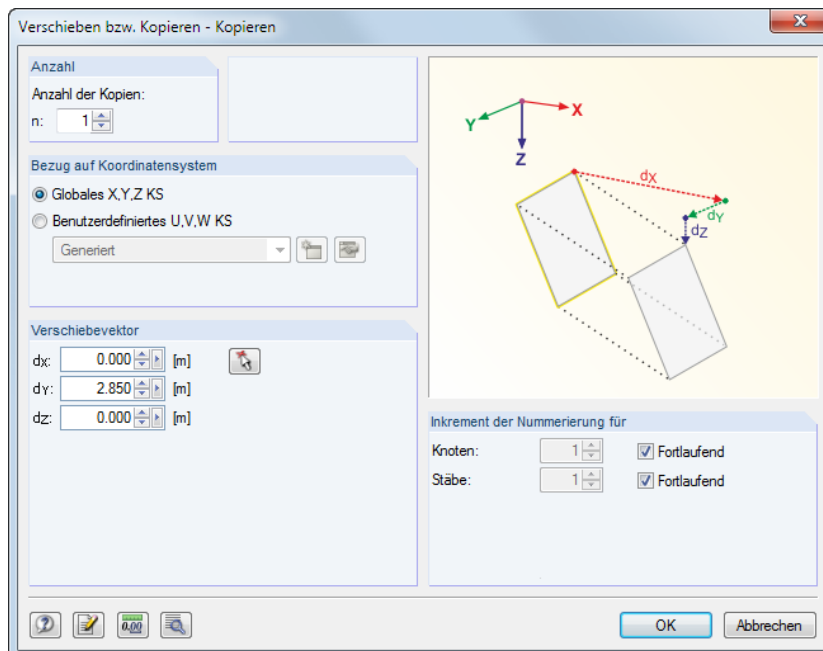 Verschieben bzw. Kopieren - Kopieren
Anzahl
Anzahl der Kopien:
n: 1
Bezug auf Koordinatensystem
Globales X,Y,Z KS
Benutzerdefiniertes U,V,W KS
Generiert
Verschiebevektor
dX: 0.000 [m]
dY: 2.850 [m]
dZ: 0.000 [m]
X
Y
Z
dX
dY
dZ
Inkrement der Nummerierung für
Knoten: 1 Fortlaufend
Stäbe: 1 Fortlaufend
0.00
OK
Abbrechen